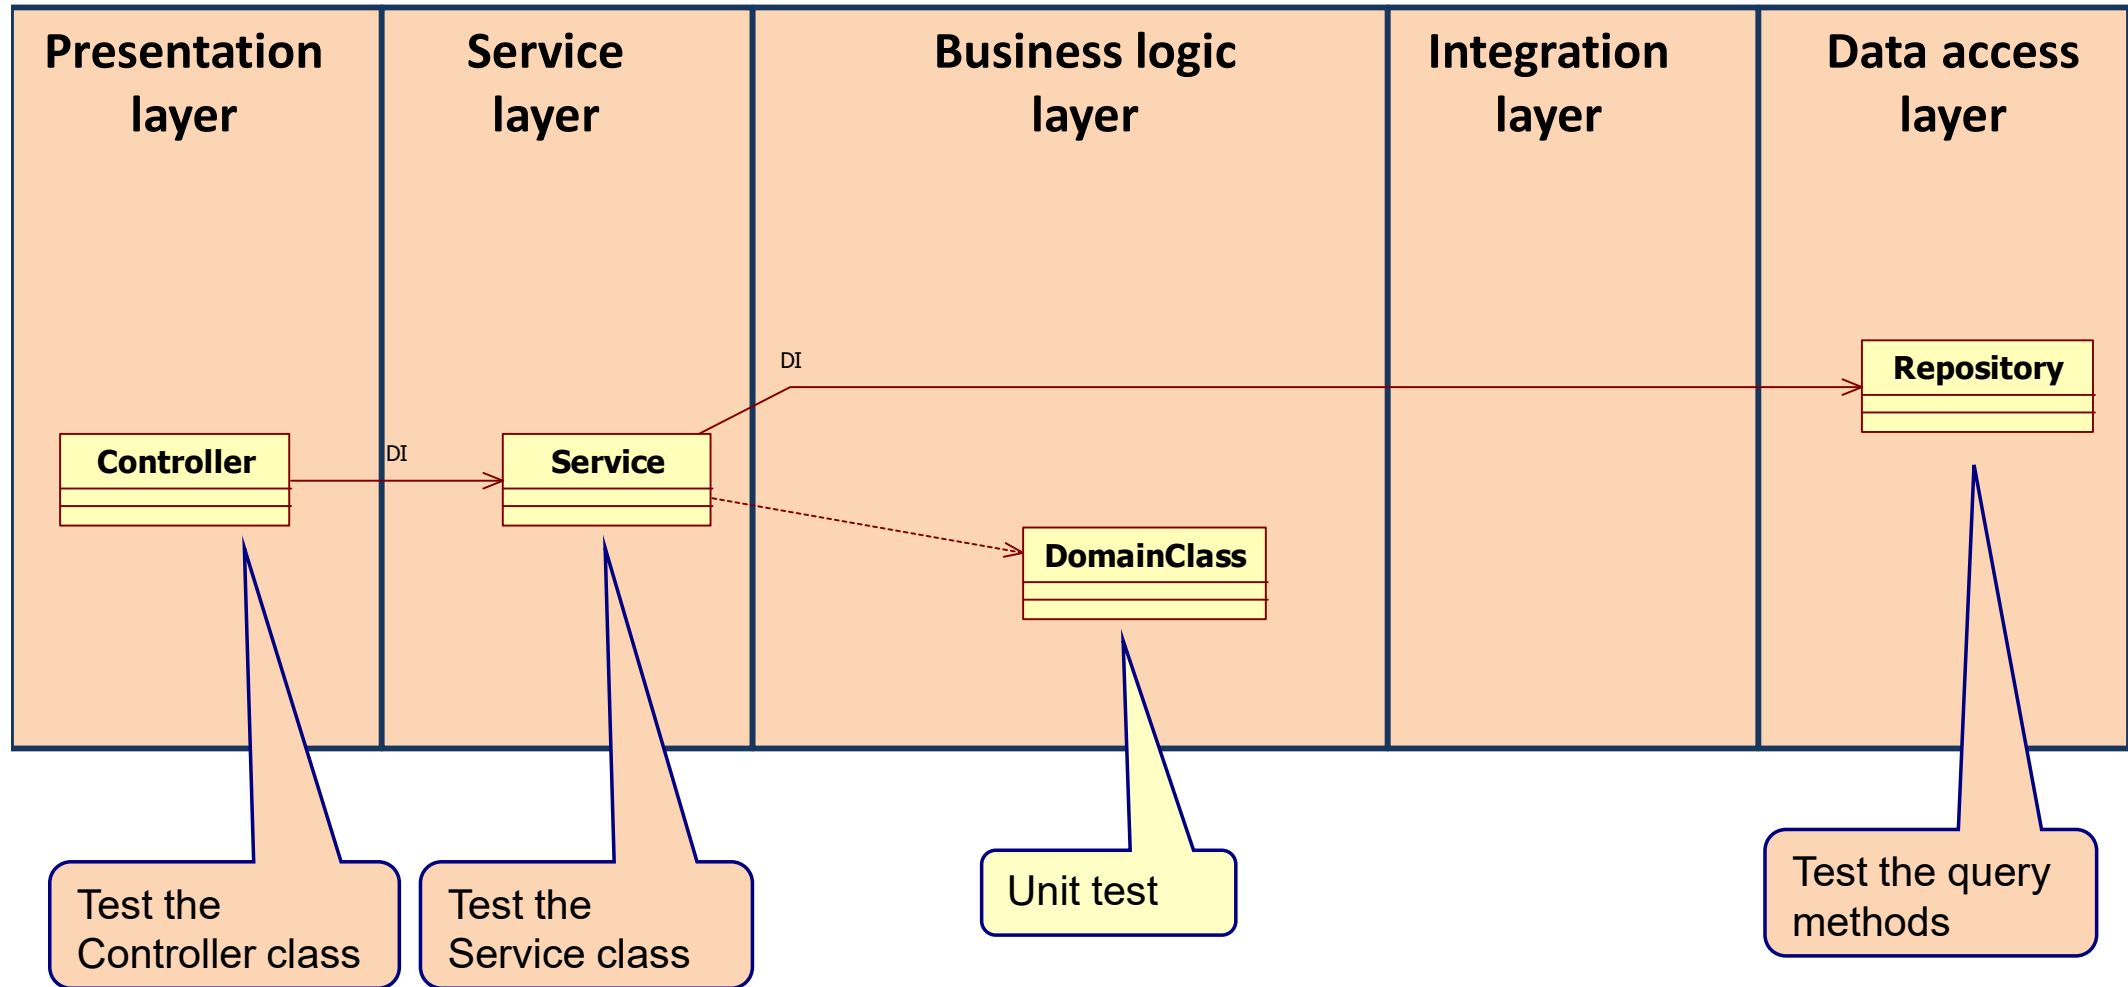 Presentation
layer
Service
layer
Business logic
layer
Integration
layer
Data access
layer
DI
Repository
Controller
DI
Service
DomainClass
Test the
Controller class
Test the
Service class
Unit test
Test the query
methods